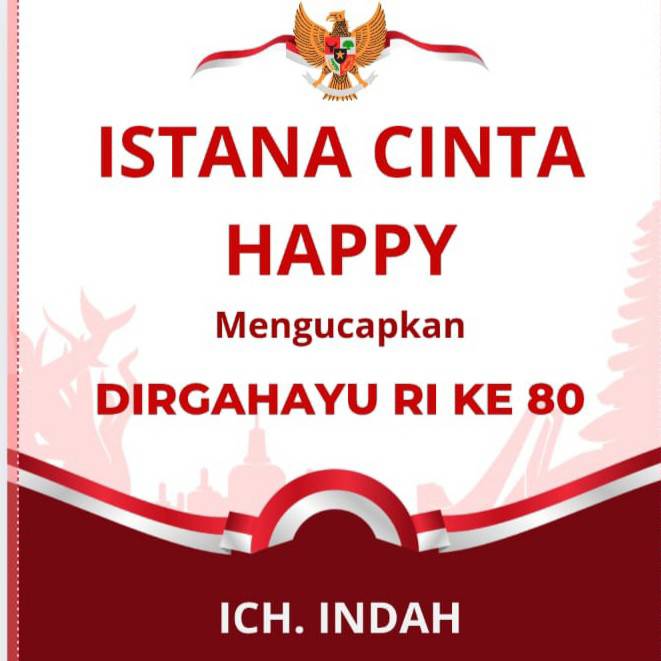 ISTANA CINTA
HAPPY
Mengucapkan
DIRGAHAYU RI KE 80
ICH. INDAH